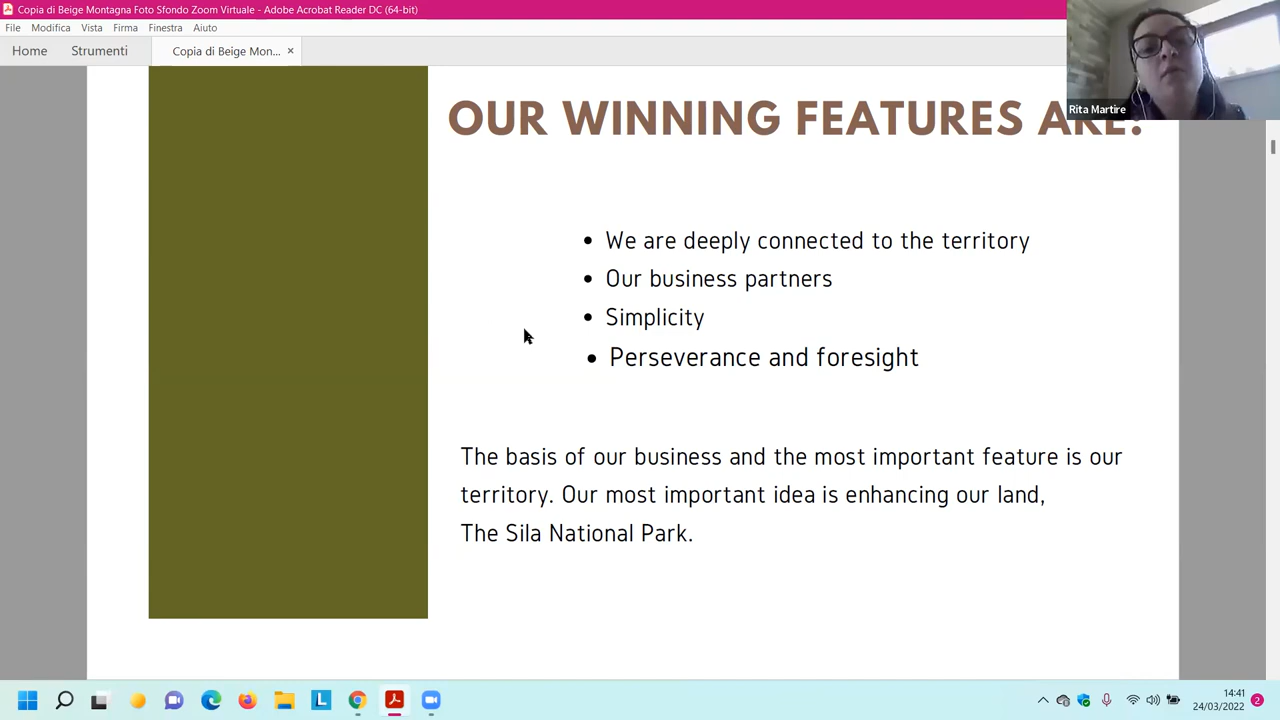 Copia di Beige Montagna Foto Sfondo Zoom Virtuale - Adobe Acrobat Reader DC (64-bit)
File Modifica Vista Firma Finestra Aiuto
Home Strumenti Copia di Beige Mon... ×
Rita Martire
OUR WINNING FEATURES ARE:
• We are deeply connected to the territory
• Our business partners
• Simplicity
• Perseverance and foresight
The basis of our business and the most important feature is our
territory. Our most important idea is enhancing our land,
The Sila National Park.
14:41
24/03/2022
2